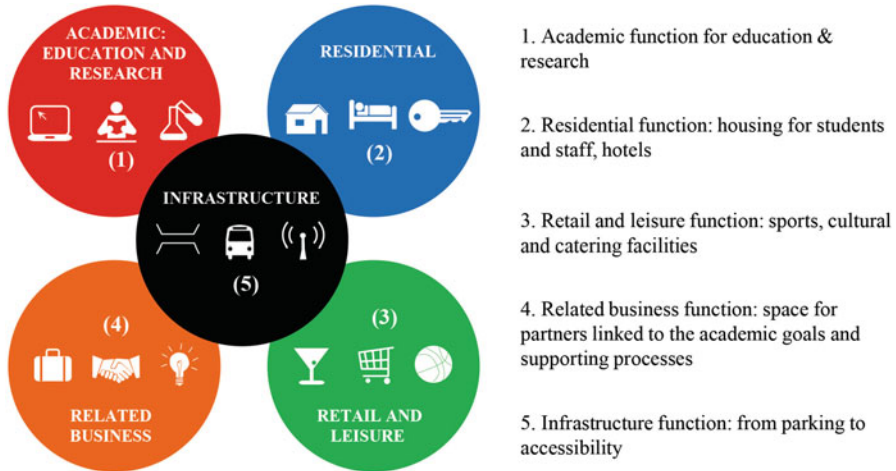 ACADEMIC:
EDUCATION AND
RESEARCH
(1)
RESIDENTIAL
(2)
INFRASTRUCTURE
(5)
(4)
RELATED
BUSINESS
(3)
RETAIL AND
LEISURE
1. Academic function for education &
research
2. Residential function: housing for students
and staff, hotels
3. Retail and leisure function: sports, cultural
and catering facilities
4. Related business function: space for
partners linked to the academic goals and
supporting processes
5. Infrastructure function: from parking to
accessibility